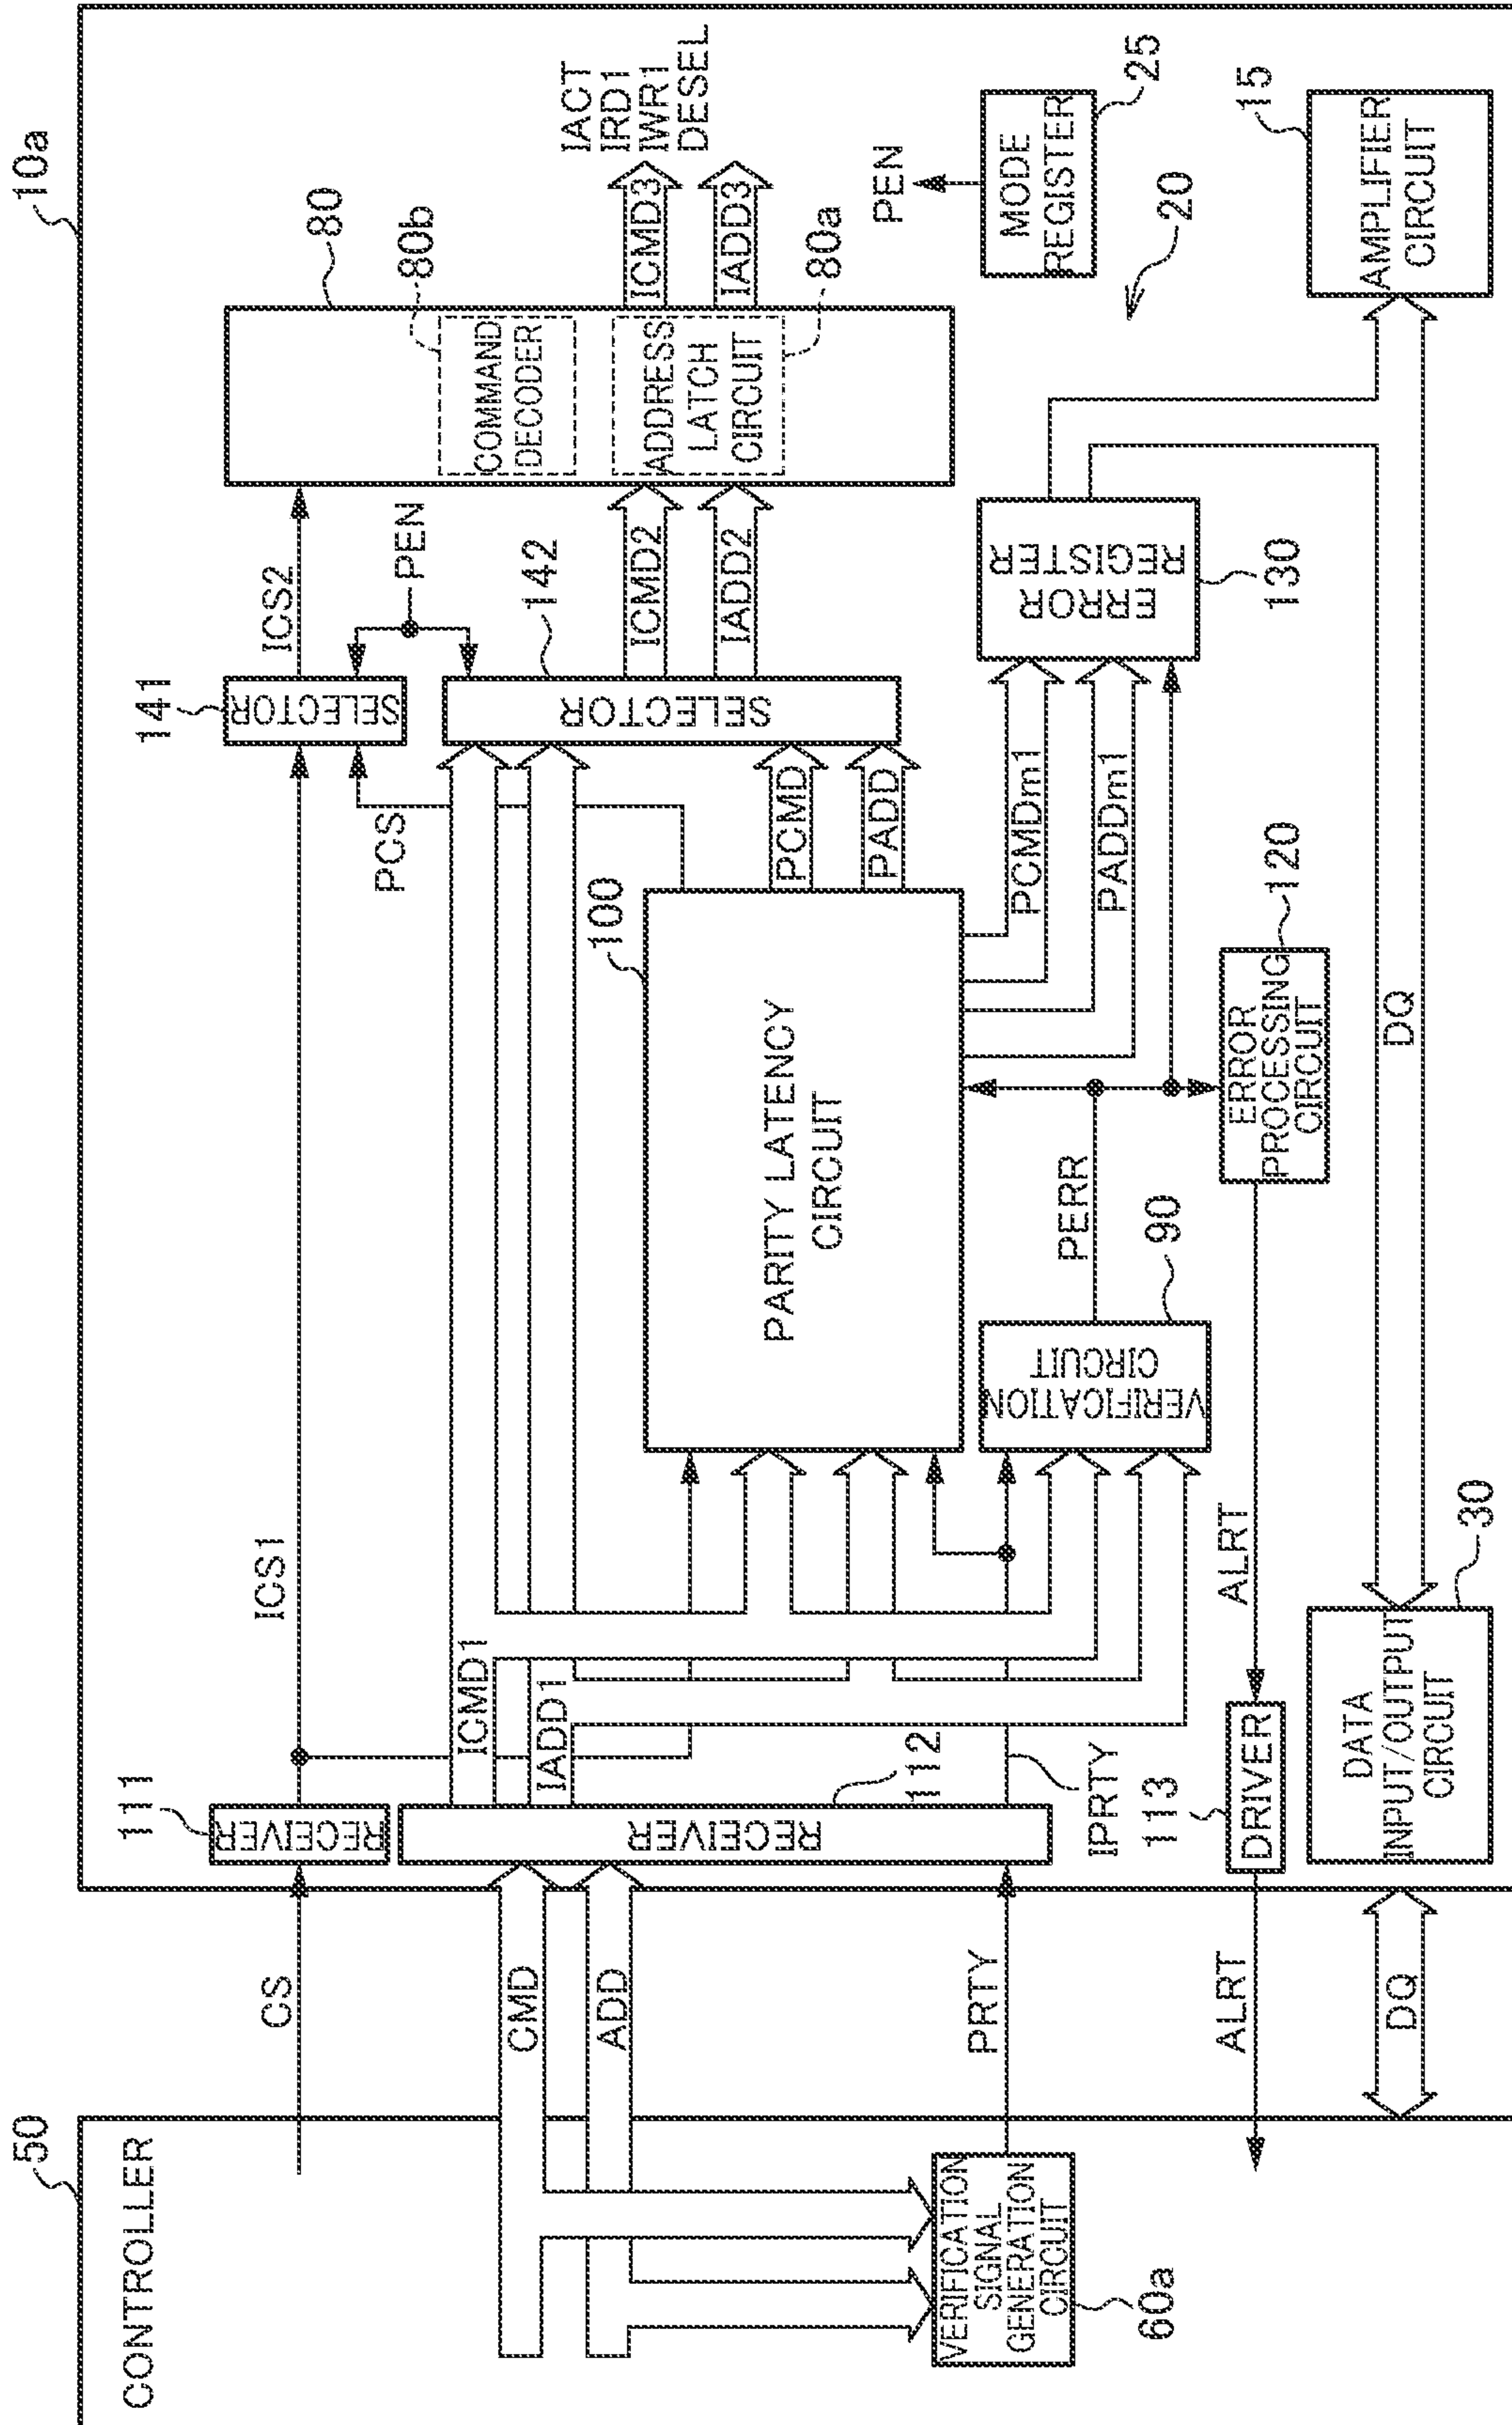 50
CONTROLLER
CS
CMD
ADD
PRTY
ALRT
DQ
VERIFICATION
SIGNAL
GENERATION
CIRCUIT
60a
10a
111
RECEIVER
RECEIVER
112
ICS1
ICMD1
IADD1
IPRTY
113
DRIVER
ALRT
DATA
INPUT/OUTPUT
CIRCUIT
30
PARITY LATENCY
CIRCUIT
100
VERIFICATION
CIRCUIT
90
PERR
ERROR
PROCESSING
CIRCUIT
120
DQ
PCS
PCMD
PADD
PCMDm1
PADDm1
141
SELECTOR
SELECTOR
142
ICS2
PEN
ICMD2
IADD2
ERROR
REGISTER
130
80
80b
COMMAND
DECODER
ADDRESS
LATCH
CIRCUIT
80a
ICMD3
IADD3
IACT
IRD1
IWR1
DESEL
PEN
MODE
REGISTER
25
20
15
AMPLIFIER
CIRCUIT